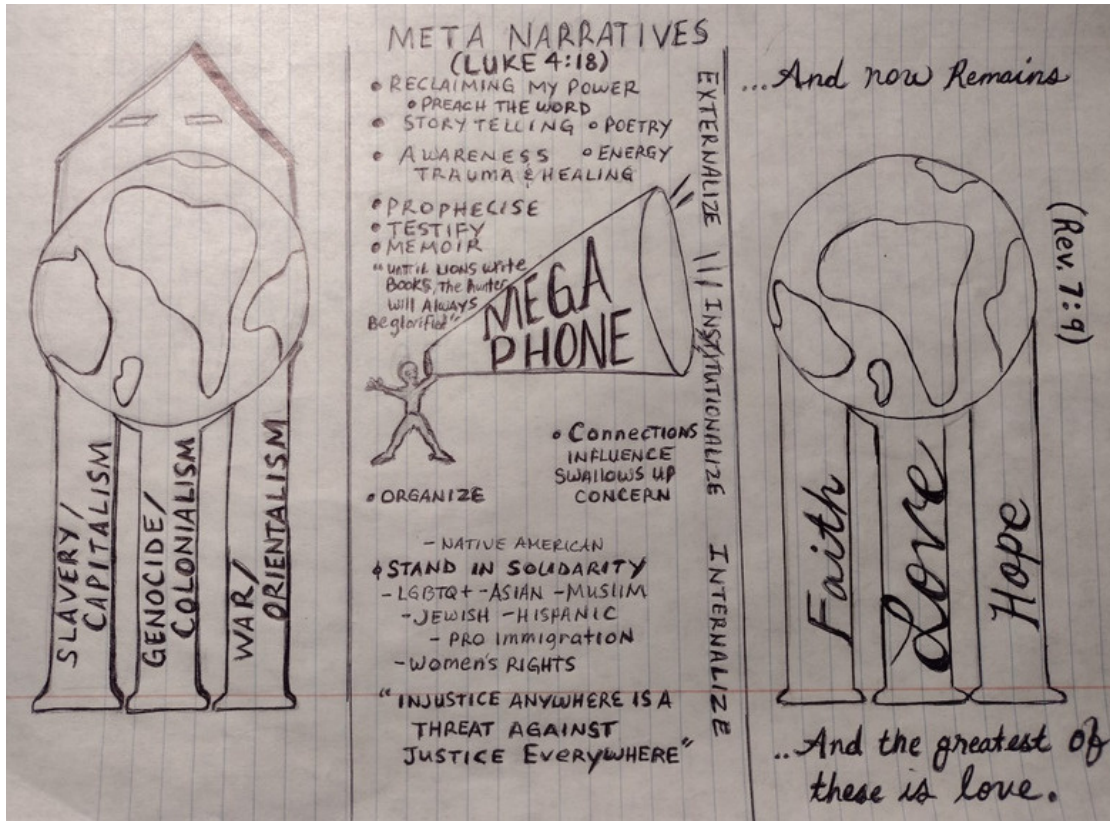 SLAVERY/
CAPITALISM
GENOCIDE/
COLONIALISM
WAR/
ORIENTALISM
META NARRATIVES
(LUKE 4:18)
• RECLAIMING MY POWER
• PREACH THE WORD
• STORY TELLING • POETRY
• AWARENESS • ENERGY
TRAUMA & HEALING
• PROPHECISE
• TESTIFY
• MEMOIR
"UNTIL LIONS WRITE
BOOKS, THE HUNTER
WILL ALWAYS
Be glorified"
MEGA
PHONE
• CONNECTIONS
INFLUENCE
SWALLOWS UP
CONCERN
• ORGANIZE
- NATIVE AMERICAN
• STAND IN SOLIDARITY
- LGBTQ+ - ASIAN - MUSLIM
- JEWISH - HISPANIC
- PRO IMMIGRATION
- WOMEN'S RIGHTS
"INJUSTICE ANYWHERE IS A
THREAT AGAINST
JUSTICE EVERYWHERE"
EXTERNALIZE \\\ INSTITUTIONALIZE INTERNALIZE
...And now Remains
(Rev. 7:9)
Faith
Love
Hope
...And the greatest of
these is love.